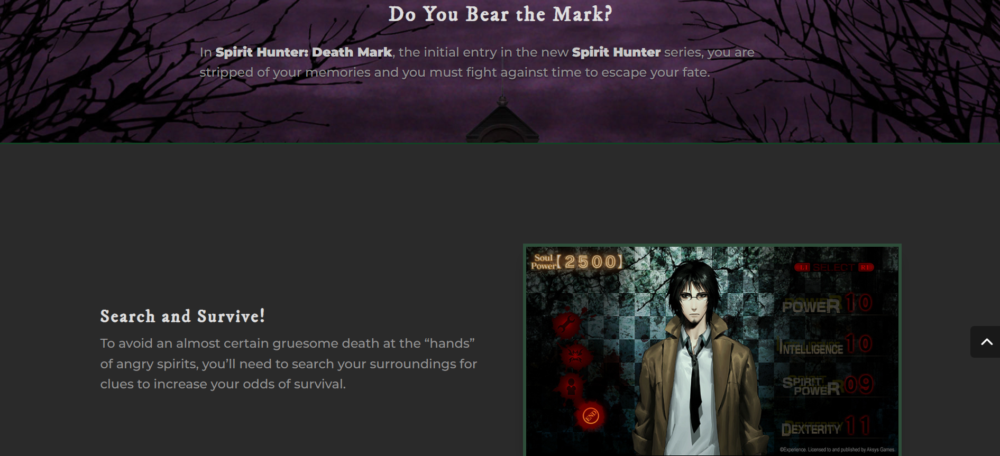 Do You Bear the Mark?
In Spirit Hunter: Death Mark, the initial entry in the new Spirit Hunter series, you are
stripped of your memories and you must fight against time to escape your fate.
Search and Survive!
To avoid an almost certain gruesome death at the “hands”
of angry spirits, you’ll need to search your surroundings for
clues to increase your odds of survival.
Soul
Power【2500】
L1 SELECT R1
POWER 10
INTELLIGENCE 10
SPIRIT
POWER 09
DEXTERITY 11
END
©Experience. Licensed to and published by Aksys Games.